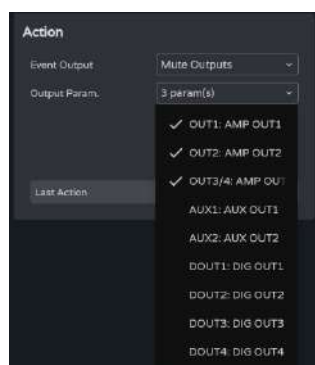 Action
Event Output
Mute Outputs
Output Param.
3 param(s)
OUT1: AMP OUT1
OUT2: AMP OUT2
OUT3/4: AMP OUT
Last Action
AUX1: AUX OUT1
AUX2: AUX OUT2
DOUT1: DIG OUT1
DOUT2: DIG OUT2
DOUT3: DIG OUT3
DOUT4: DIG OUT4